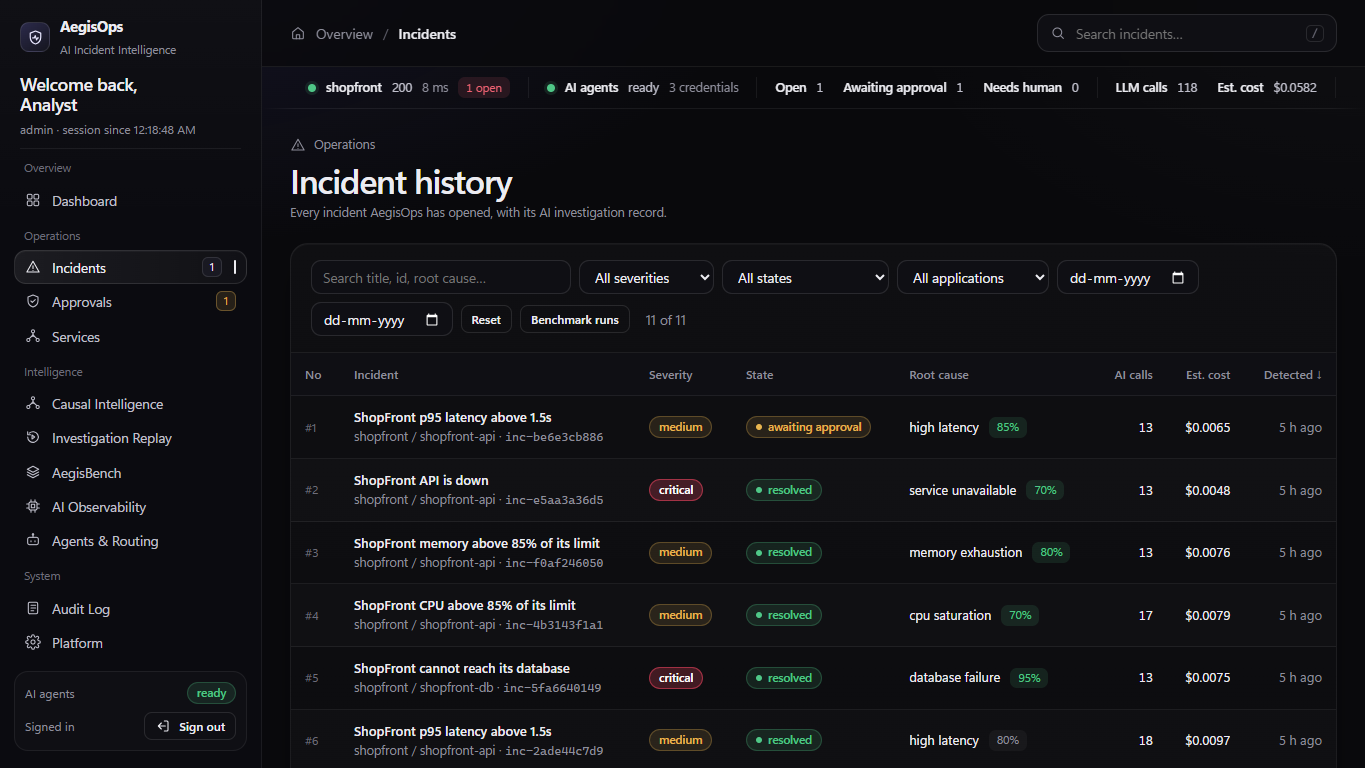 AegisOps
AI Incident Intelligence
Welcome back,
Analyst
admin · session since 12:18:48 AM
Overview
Dashboard
Operations
Incidents 1
Approvals 1
Services
Intelligence
Causal Intelligence
Investigation Replay
AegisBench
AI Observability
Agents & Routing
System
Audit Log
Platform
AI agents ready
Signed in Sign out
Overview / Incidents
Search incidents... /
shopfront 200 8 ms 1 open AI agents ready 3 credentials Open 1 Awaiting approval 1 Needs human 0 LLM calls 118 Est. cost $0.0582
Operations
Incident history
Every incident AegisOps has opened, with its AI investigation record.
Search title, id, root cause... All severities All states All applications dd-mm-yyyy
dd-mm-yyyy Reset Benchmark runs 11 of 11
No Incident Severity State Root cause AI calls Est. cost Detected ↓
#1 ShopFront p95 latency above 1.5s medium awaiting approval high latency 85% 13 $0.0065 5 h ago
shopfront / shopfront-api · inc-be6e3cb886
#2 ShopFront API is down critical resolved service unavailable 70% 13 $0.0048 5 h ago
shopfront / shopfront-api · inc-e5aa3a36d5
#3 ShopFront memory above 85% of its limit medium resolved memory exhaustion 80% 13 $0.0076 5 h ago
shopfront / shopfront-api · inc-f0af246050
#4 ShopFront CPU above 85% of its limit medium resolved cpu saturation 70% 17 $0.0079 5 h ago
shopfront / shopfront-api · inc-4b3143f1a1
#5 ShopFront cannot reach its database critical resolved database failure 95% 13 $0.0075 5 h ago
shopfront / shopfront-db · inc-5fa6640149
#6 ShopFront p95 latency above 1.5s medium resolved high latency 80% 18 $0.0097 5 h ago
shopfront / shopfront-api · inc-2ade44c7d9